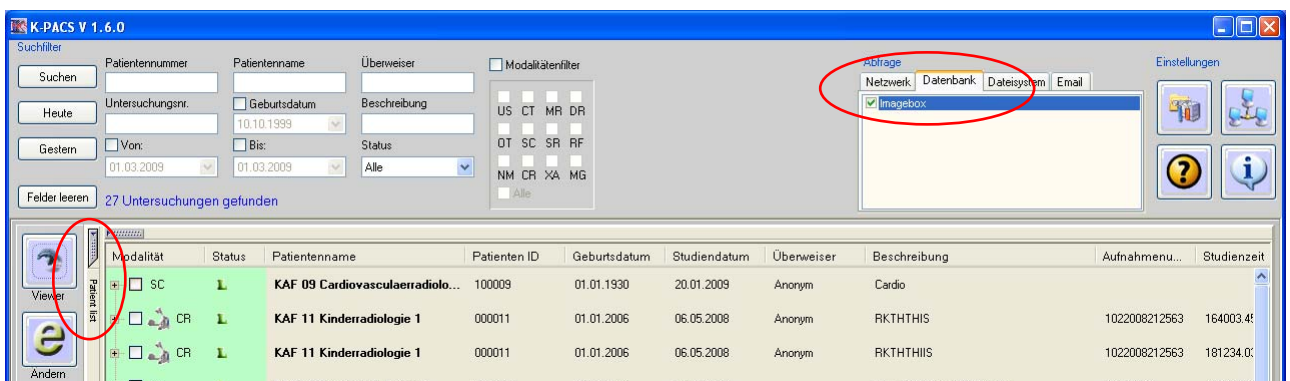 K-PACS V 1.6.0
Suchfilter
Suchen
Heute
Gestern
Felder leeren
Patientennummer
Patientenname
Überweiser
Untersuchungsnr.
Geburtsdatum
Beschreibung
10.10.1999
Von:
Bis:
Status
01.03.2009
01.03.2009
Alle
27 Untersuchungen gefunden
Modalitätenfilter
US CT MR DR
OT SC SR RF
NM CR XA MG
Alle
Abfrage
Netzwerk Datenbank Dateisystem Email
Imagebox
Einstellungen
Viewer
Ändern
Patient list
Modalität Status Patientenname Patienten ID Geburtsdatum Studiendatum Überweiser Beschreibung Aufnahmenu... Studienzeit
SC L KAF 09 Cardiovasculaerradiolo... 100009 01.01.1930 20.01.2009 Anonym Cardio
CR L KAF 11 Kinderradiologie 1 000011 01.01.2006 06.05.2008 Anonym RKTHTHIS 1022008212563 164003.45
CR L KAF 11 Kinderradiologie 1 000011 01.01.2006 06.05.2008 Anonym RKTHTHIIS 1022008212563